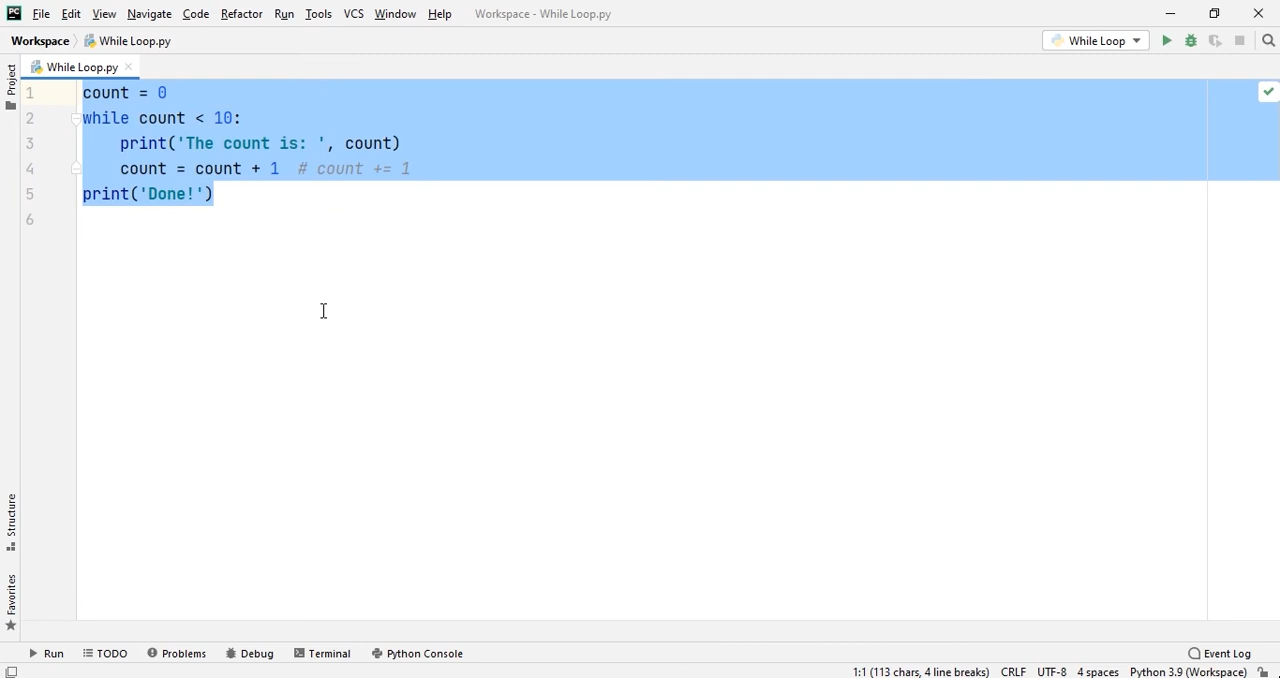 PC File Edit View Navigate Code Refactor Run Tools VCS Window Help Workspace - While Loop.py
Workspace While Loop.py While Loop
Project
While Loop.py
1 count = 0
2 while count < 10:
3 print('The count is: ', count)
4 count = count + 1 # count += 1
5 print('Done!')
6
Structure
Favorites
Run TODO Problems Debug Terminal Python Console Event Log
1:1 (113 chars, 4 line breaks) CRLF UTF-8 4 spaces Python 3.9 (Workspace)